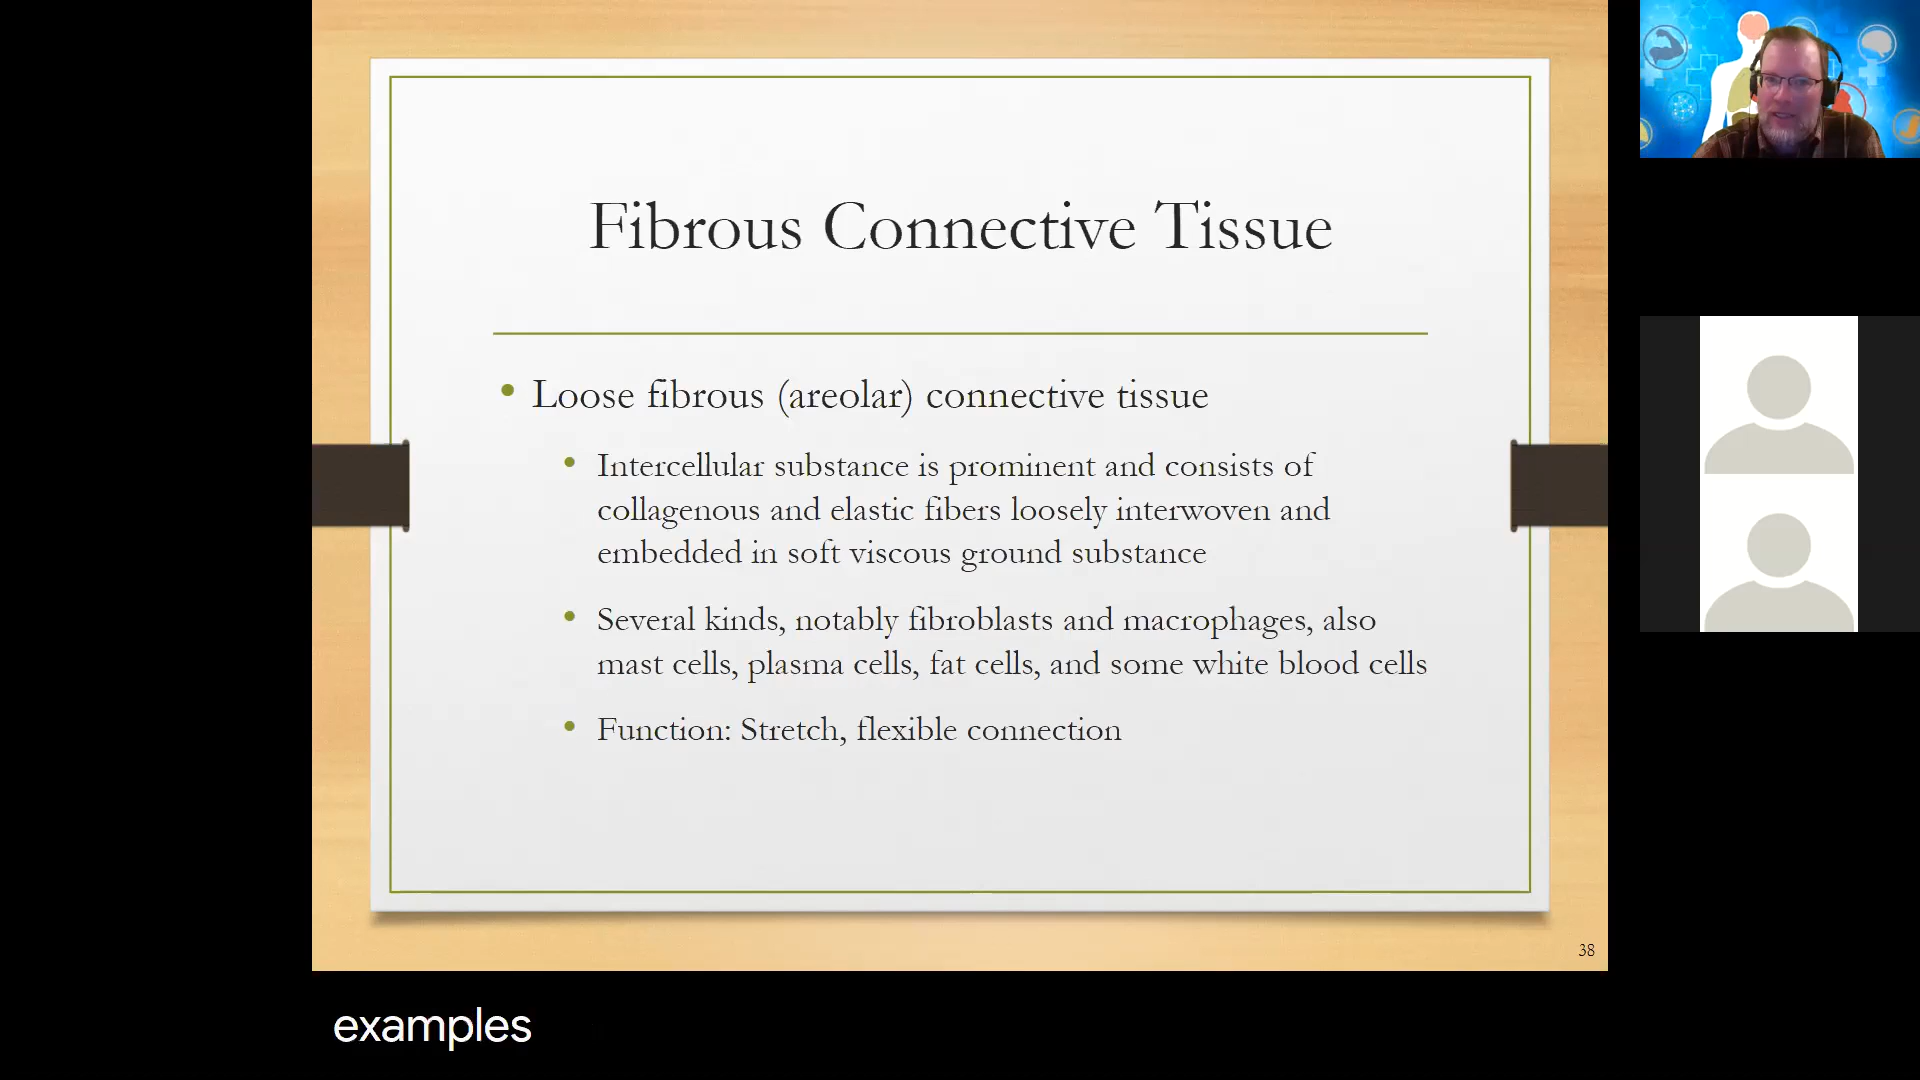 Fibrous Connective Tissue
• Loose fibrous (areolar) connective tissue
• Intercellular substance is prominent and consists of
collagenous and elastic fibers loosely interwoven and
embedded in soft viscous ground substance
• Several kinds, notably fibroblasts and macrophages, also
mast cells, plasma cells, fat cells, and some white blood cells
• Function: Stretch, flexible connection
38
examples